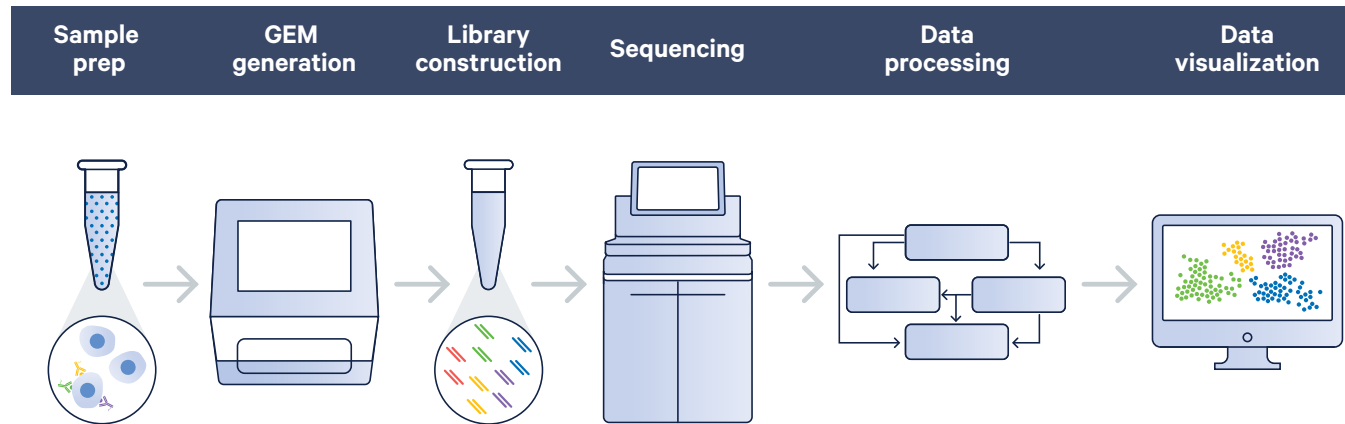 Sample
prep
GEM
generation
Library
construction
Sequencing
Data
processing
Data
visualization